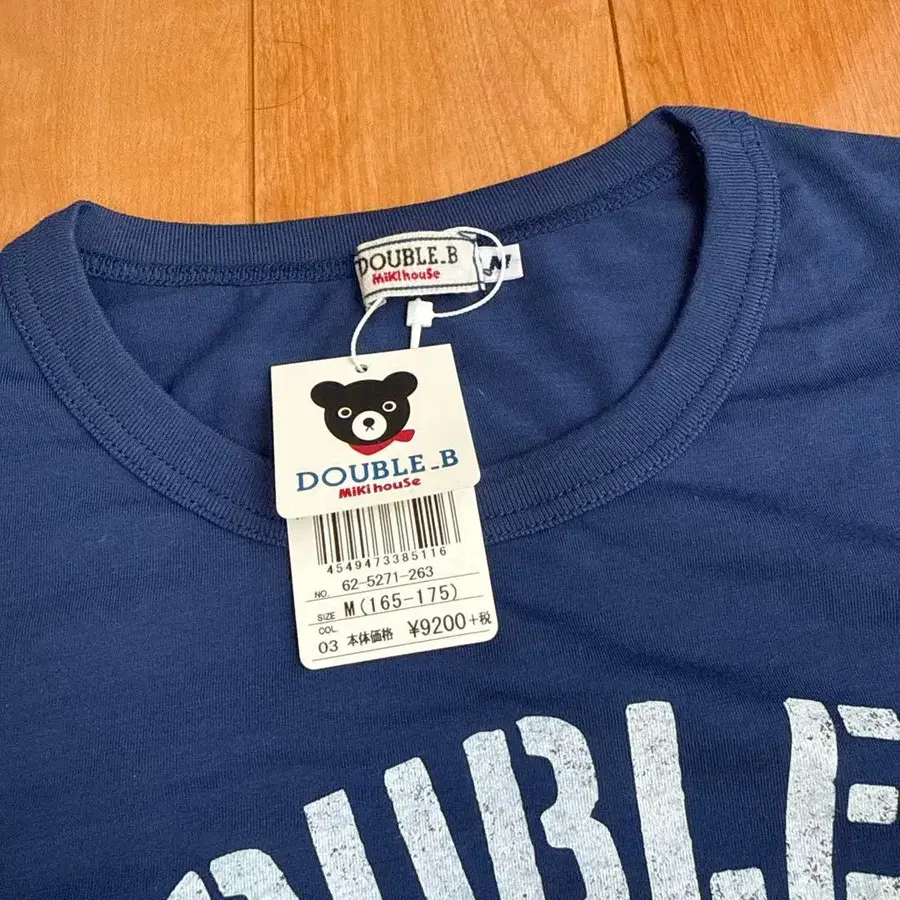 DOUBLE_B
MiKi houSe
M
DOUBLE_B
MiKi houSe
4549473385116
NO. 62-5271-263
SIZE M(165-175)
COL. 03 本体価格 ¥9200+税
OUBLE